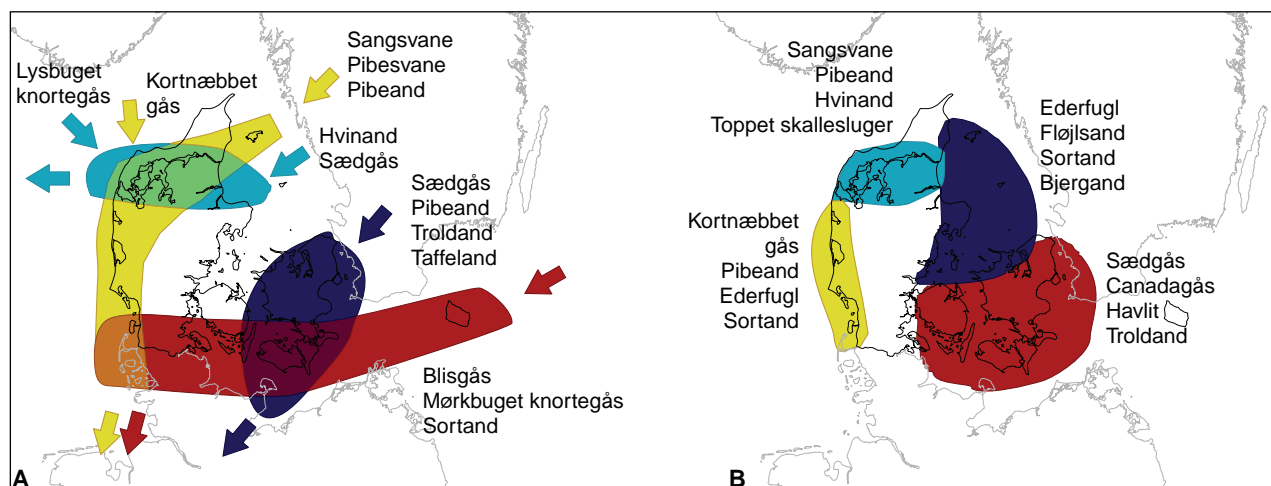 Lysbuget
knortegås
Kortnæbbet
gås
Sangsvane
Pibesvane
Pibeand
Hvinand
Sædgås
Sædgås
Pibeand
Troldand
Taffeland
Blisgås
Mørkbuget knortegås
Sortand
A
Sangsvane
Pibeand
Hvinand
Toppet skallesluger
Ederfugl
Fløjlsand
Sortand
Bjergand
Kortnæbbet
gås
Pibeand
Ederfugl
Sortand
Sædgås
Canadagås
Havlit
Troldand
B